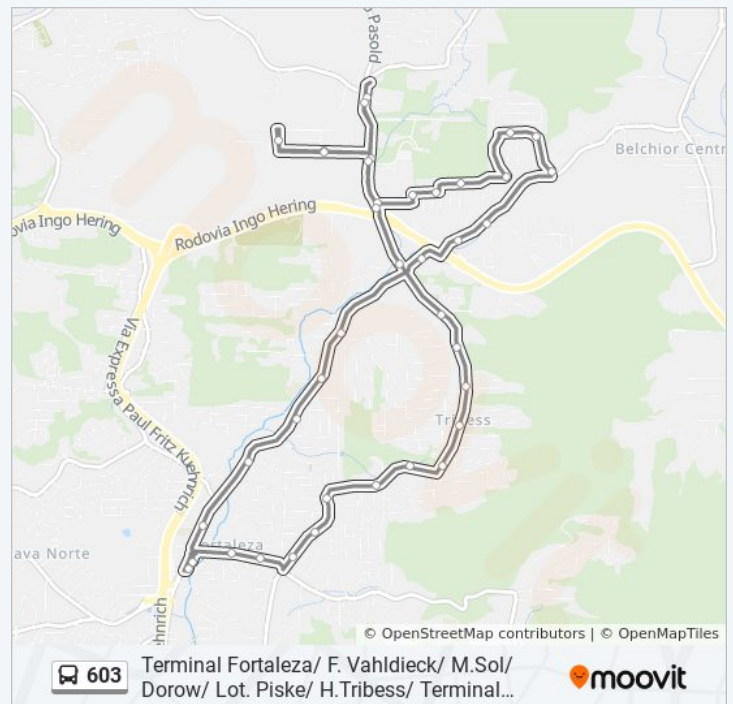 o Pasold
Belchior Centr
ovia Ingo Hering
Rodovia Ingo Hering
Via Expressa Paul Fritz Kuehnrich
Tribess
ortaleza
ava Norte
ehnrich
© OpenStreetMap contributors | © OpenMapTiles
603
Terminal Fortaleza/ F. Vahldieck/ M.Sol/
Dorow/ Lot. Piske/ H.Tribess/ Terminal...
moovit